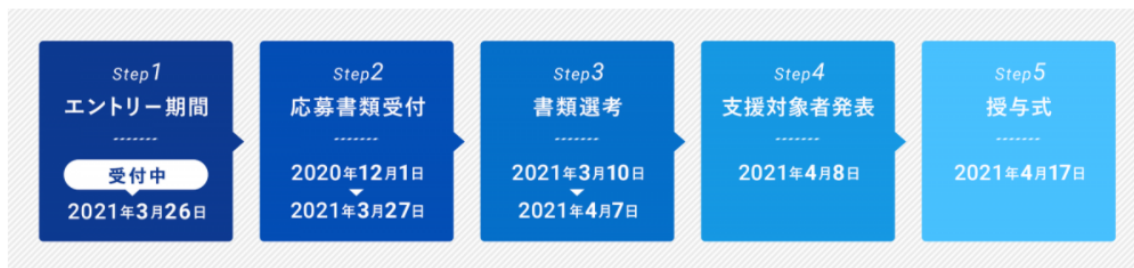 Step1
エントリー期間
受付中
2021年3月26日
Step2
応募書類受付
2020年12月1日
2021年3月27日
Step3
書類選考
2021年3月10日
2021年4月7日
Step4
支援対象者発表
2021年4月8日
Step5
授与式
2021年4月17日